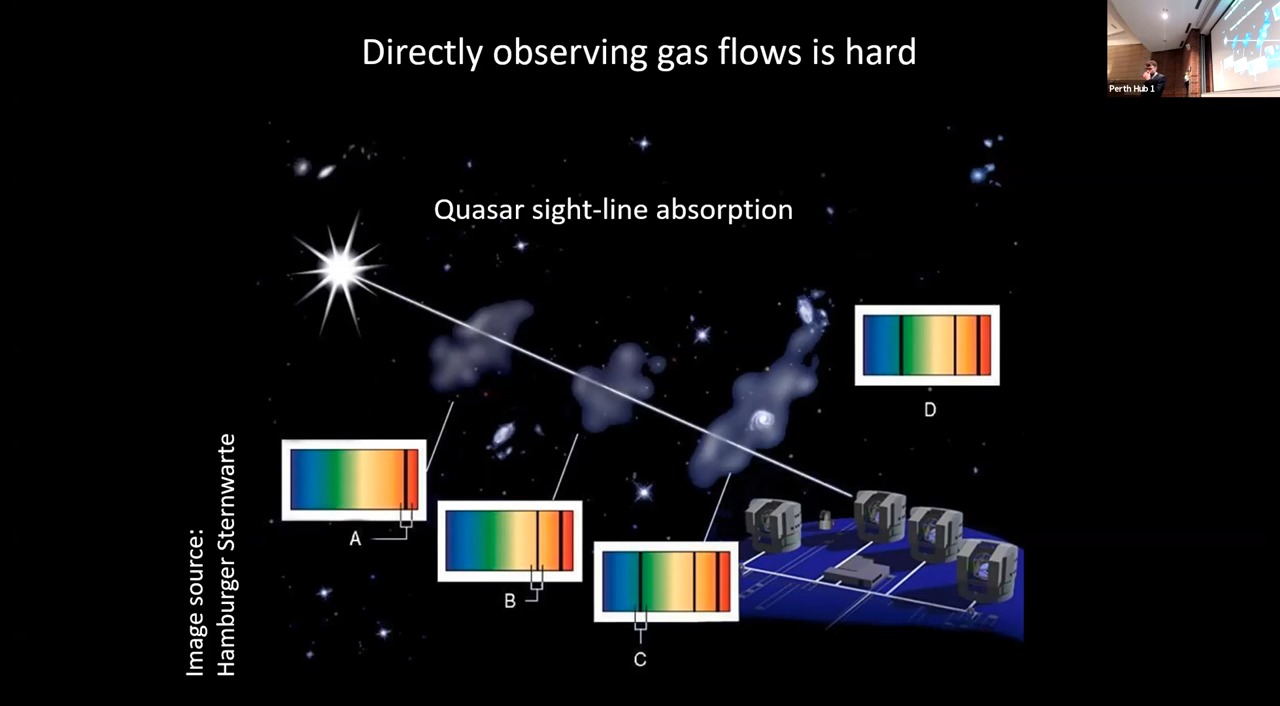 Directly observing gas flows is hard
Perth Hub 1
Quasar sight-line absorption
D
A
B
C
Image source:
Hamburger Sternwarte